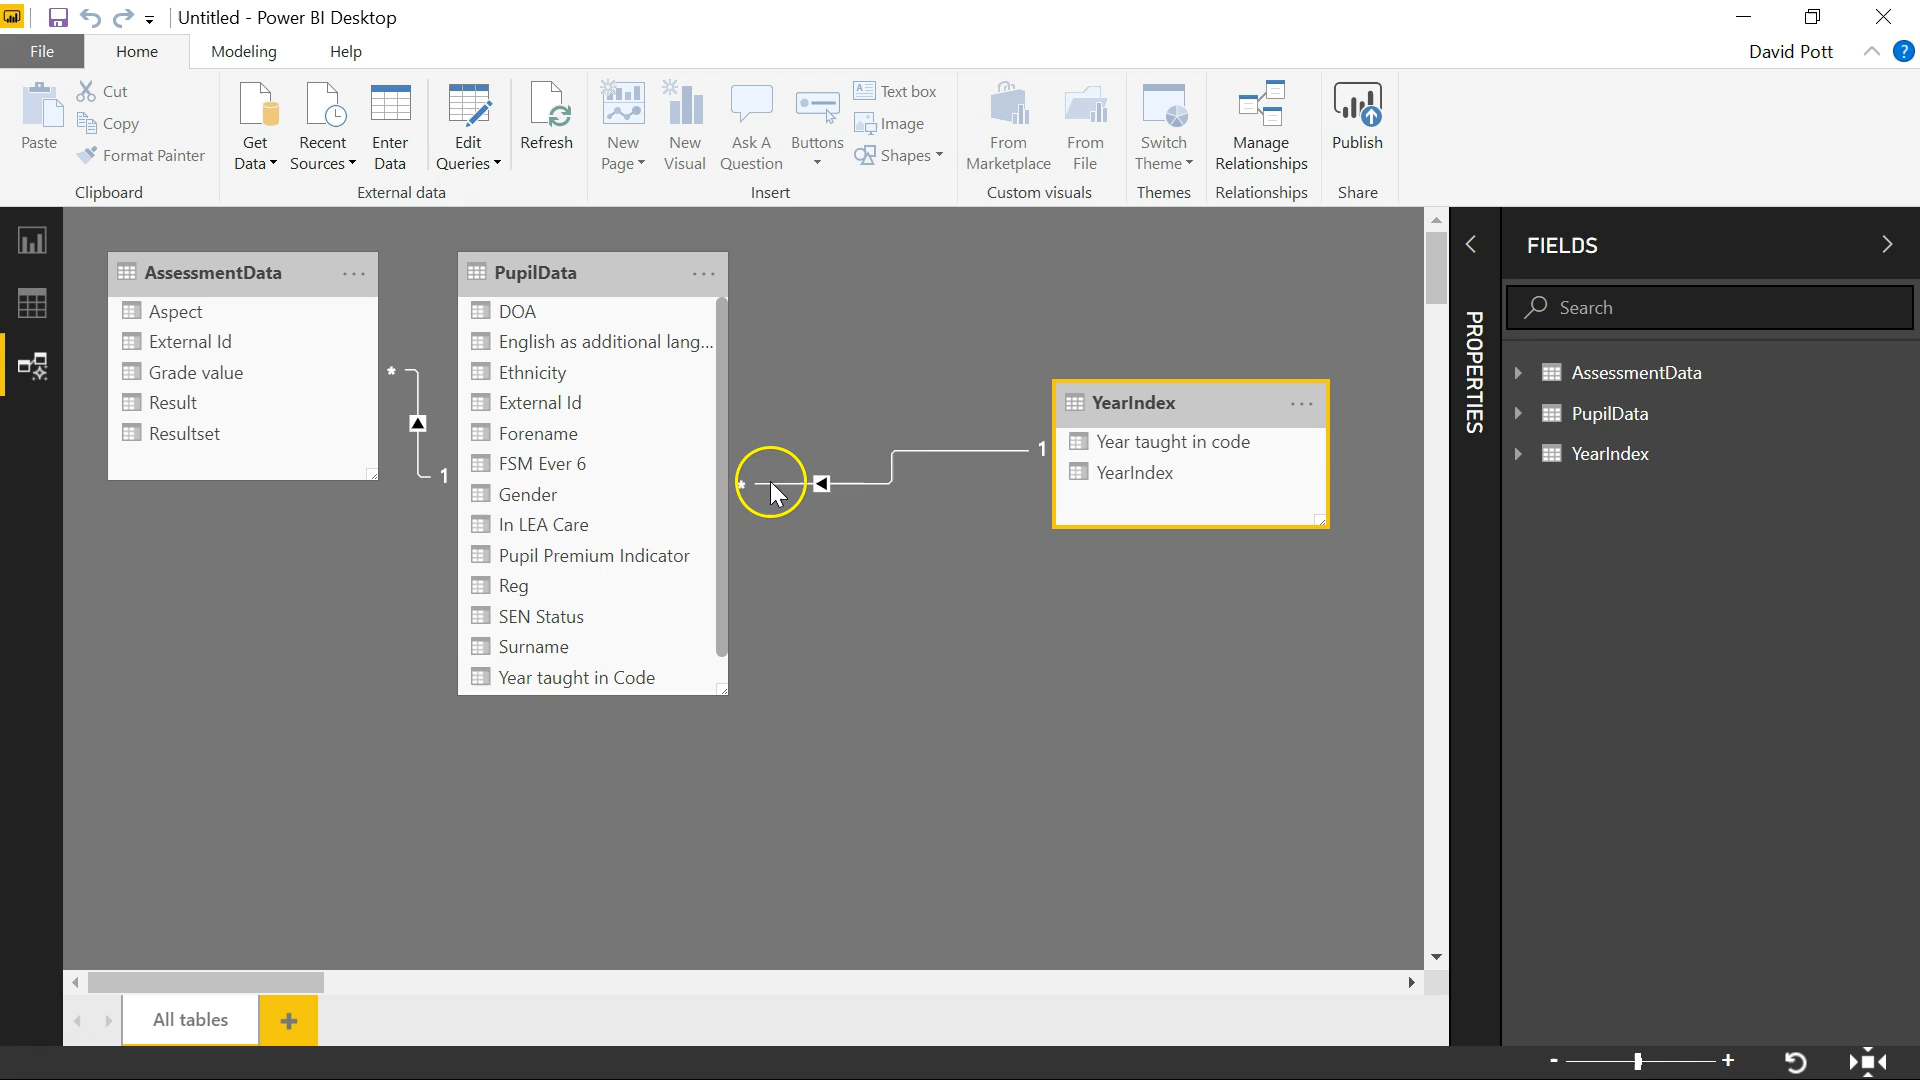 Untitled - Power BI Desktop
File
Home
Modeling
Help
David Pott
?
Paste
Cut
Copy
Format Painter
Clipboard
Get
Data
Recent
Sources
Enter
Data
Edit
Queries
Refresh
External data
New
Page
New
Visual
Ask A
Question
Buttons
Text box
Image
Shapes
Insert
From
Marketplace
From
File
Custom visuals
Switch
Theme
Themes
Manage
Relationships
Relationships
Publish
Share
AssessmentData
Aspect
External Id
Grade value
Result
Resultset
*
1
PupilData
DOA
English as additional lang...
Ethnicity
External Id
Forename
FSM Ever 6
Gender
In LEA Care
Pupil Premium Indicator
Reg
SEN Status
Surname
Year taught in Code
*
1
YearIndex
Year taught in code
YearIndex
PROPERTIES
FIELDS
Search
AssessmentData
PupilData
YearIndex
All tables
+
- +